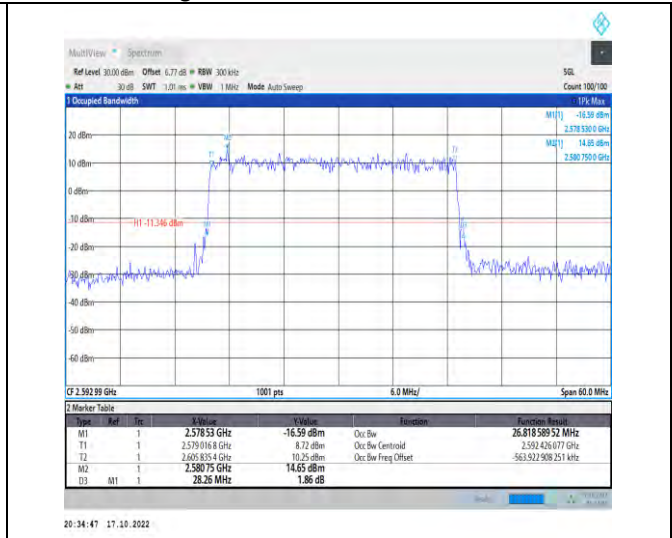 MultiView Spectrum
Ref Level 30.00 dBm Offset 6.77 dB RBW 300 kHz SGL
Att 30 dB SWT 1.01 ms VBW 1 MHz Mode Auto Sweep Count 100/100
1 Occupied Bandwidth 1Pk Max
M1[1] -16.59 dBm
2.578 530 0 GHz
M2[1] 14.65 dBm
2.580 750 0 GHz
20 dBm
M2
T1
T2
10 dBm
0 dBm
-10 dBm
H1 -11.346 dBm
-20 dBm
-30 dBm
-40 dBm
-50 dBm
-60 dBm
CF 2.592 99 GHz 1001 pts 6.0 MHz/ Span 60.0 MHz
2 Marker Table
Type Ref Trc X-Value Y-Value Function Function Result
M1 1 2.578 53 GHz -16.59 dBm Occ Bw 26.818 589 52 MHz
T1 1 2.579 016 8 GHz 8.72 dBm Occ Bw Centroid 2.592 426 077 GHz
T2 1 2.605 835 4 GHz 10.25 dBm Occ Bw Freq Offset -563.922 908 251 kHz
M2 1 2.580 75 GHz 14.65 dBm
D3 M1 1 28.26 MHz 1.86 dB
20:34:47 17.10.2022